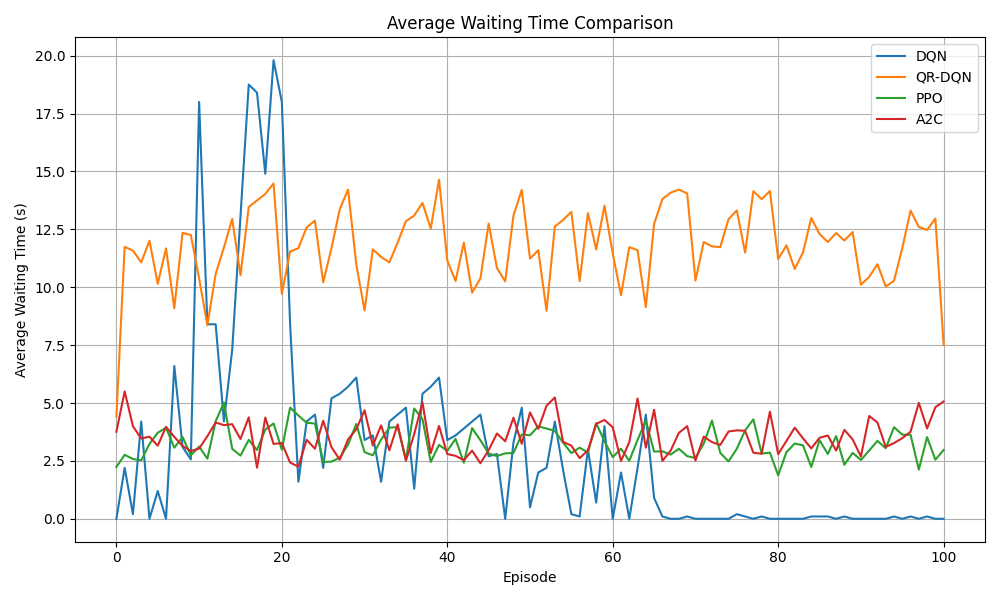 Average Waiting Time Comparison
Average Waiting Time (s)
20.0
17.5
15.0
12.5
10.0
7.5
5.0
2.5
0.0
DQN
QR-DQN
PPO
A2C
0 20 40 60 80 100
Episode